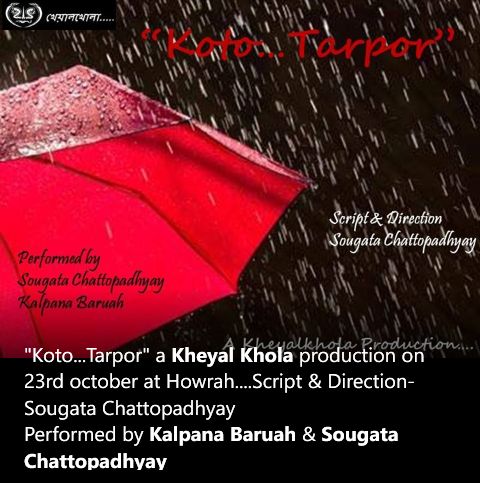 খেয়ালখোলা.....
"Koto...Tarpor"
Script & Direction
Sougata Chattopadhyay
Performed by
Sougata Chattopadhyay
Kalpana Baruah
A Kheyalkhola Production....
"Koto...Tarpor" a Kheyal Khola production on
23rd october at Howrah....Script & Direction-
Sougata Chattopadhyay
Performed by Kalpana Baruah & Sougata
Chattopadhyay